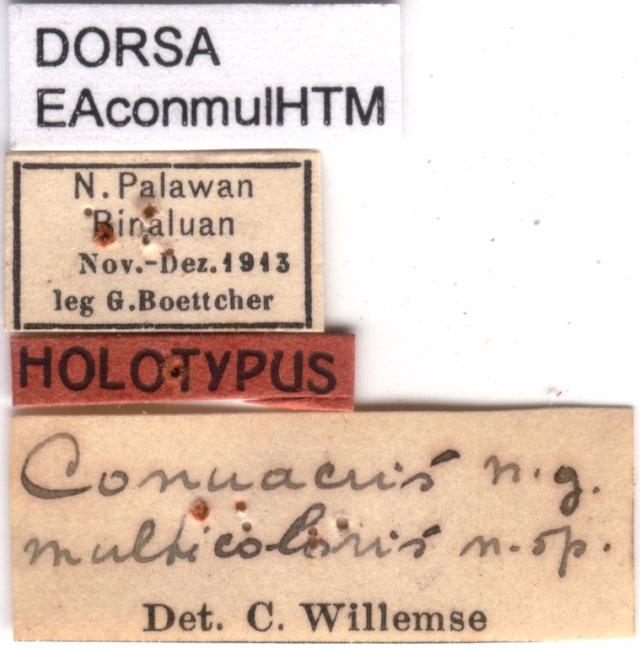 DORSA
EAconmulHTM
N. Palawan
Binaluan
Nov.-Dez. 1913
leg G. Boettcher
HOLOTYPUS
Conuacris n.g.
multicoloris n.sp.
Det. C. Willemse